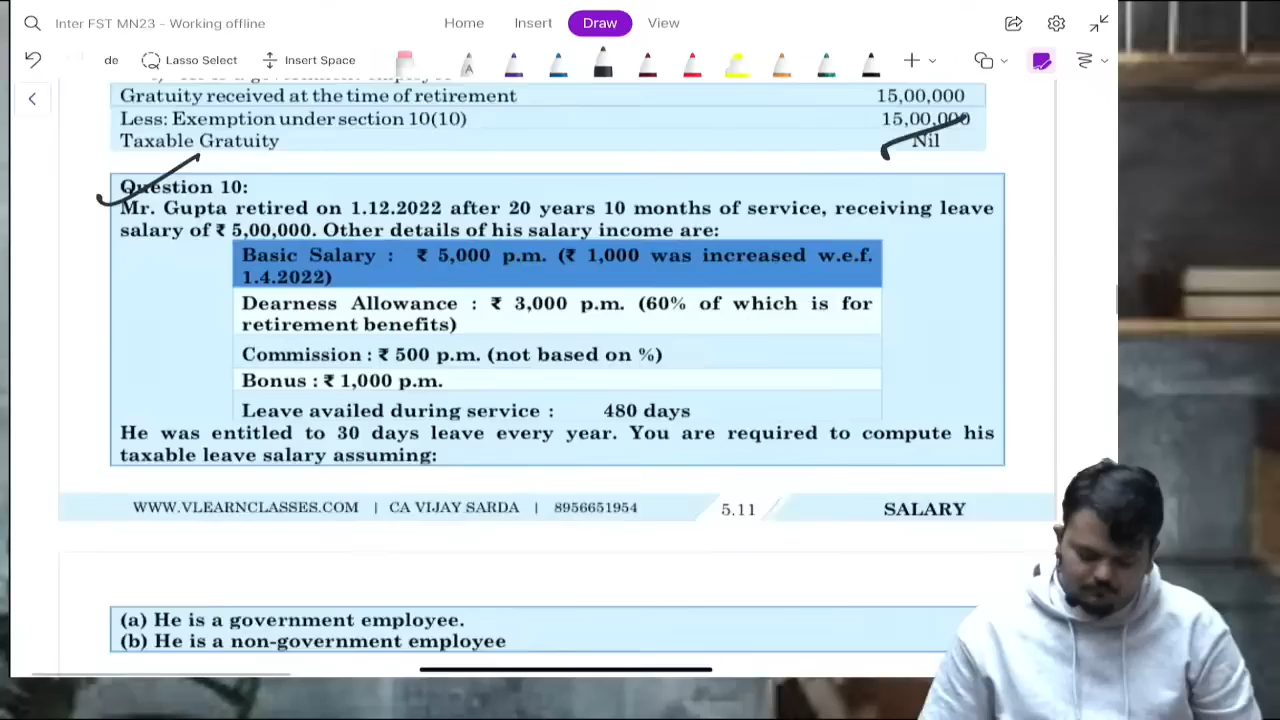 Inter FST MN23 - Working offline
Home Insert Draw View
de Lasso Select Insert Space
Gratuity received at the time of retirement 15,00,000
Less: Exemption under section 10(10) 15,00,000
Taxable Gratuity Nil
Question 10:
Mr. Gupta retired on 1.12.2022 after 20 years 10 months of service, receiving leave
salary of ₹ 5,00,000. Other details of his salary income are:
Basic Salary : ₹ 5,000 p.m. (₹ 1,000 was increased w.e.f.
1.4.2022)
Dearness Allowance : ₹ 3,000 p.m. (60% of which is for
retirement benefits)
Commission : ₹ 500 p.m. (not based on %)
Bonus : ₹ 1,000 p.m.
Leave availed during service : 480 days
He was entitled to 30 days leave every year. You are required to compute his
taxable leave salary assuming:
WWW.VLEARNCLASSES.COM | CA VIJAY SARDA | 8956651954 5.11 SALARY
(a) He is a government employee.
(b) He is a non-government employee